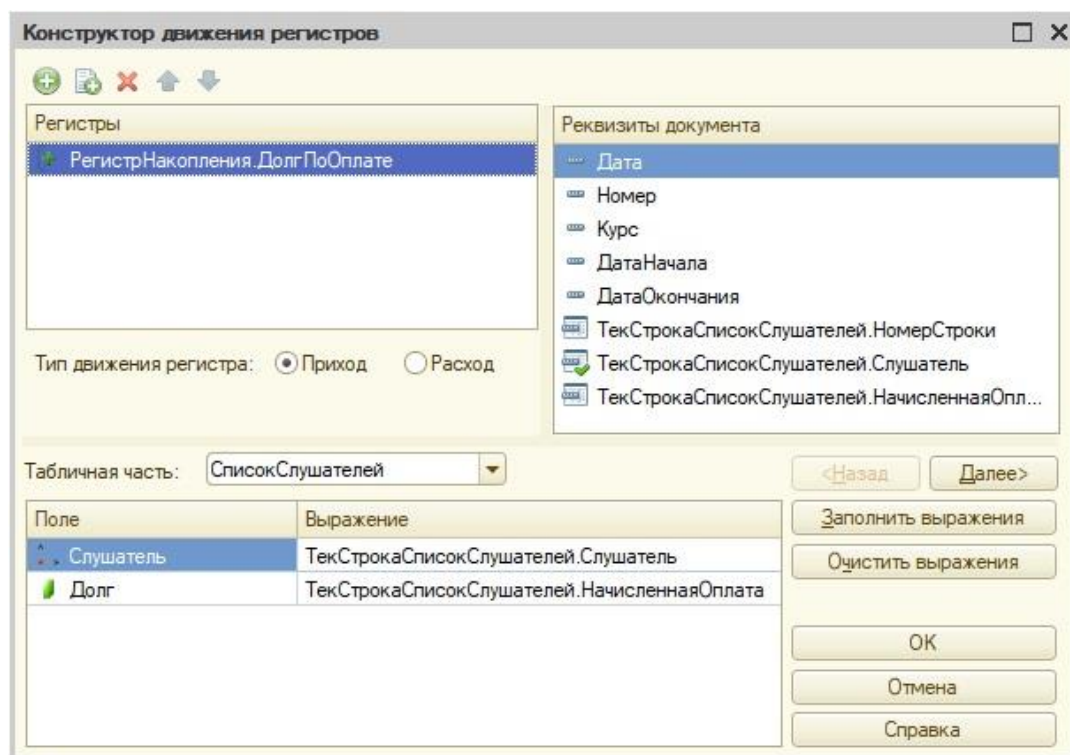 Конструктор движения регистров
Регистры
РегистрНакопления.ДолгПоОплате
Реквизиты документа
Дата
Номер
Курс
ДатаНачала
ДатаОкончания
ТекСтрокаСписокСлушателей.НомерСтроки
ТекСтрокаСписокСлушателей.Слушатель
ТекСтрокаСписокСлушателей.НачисленнаяОпл...
Тип движения регистра: Приход Расход
Табличная часть: СписокСлушателей
<Назад Далее>
Поле Выражение
Слушатель ТекСтрокаСписокСлушателей.Слушатель
Долг ТекСтрокаСписокСлушателей.НачисленнаяОплата
Заполнить выражения
Очистить выражения
ОК
Отмена
Справка